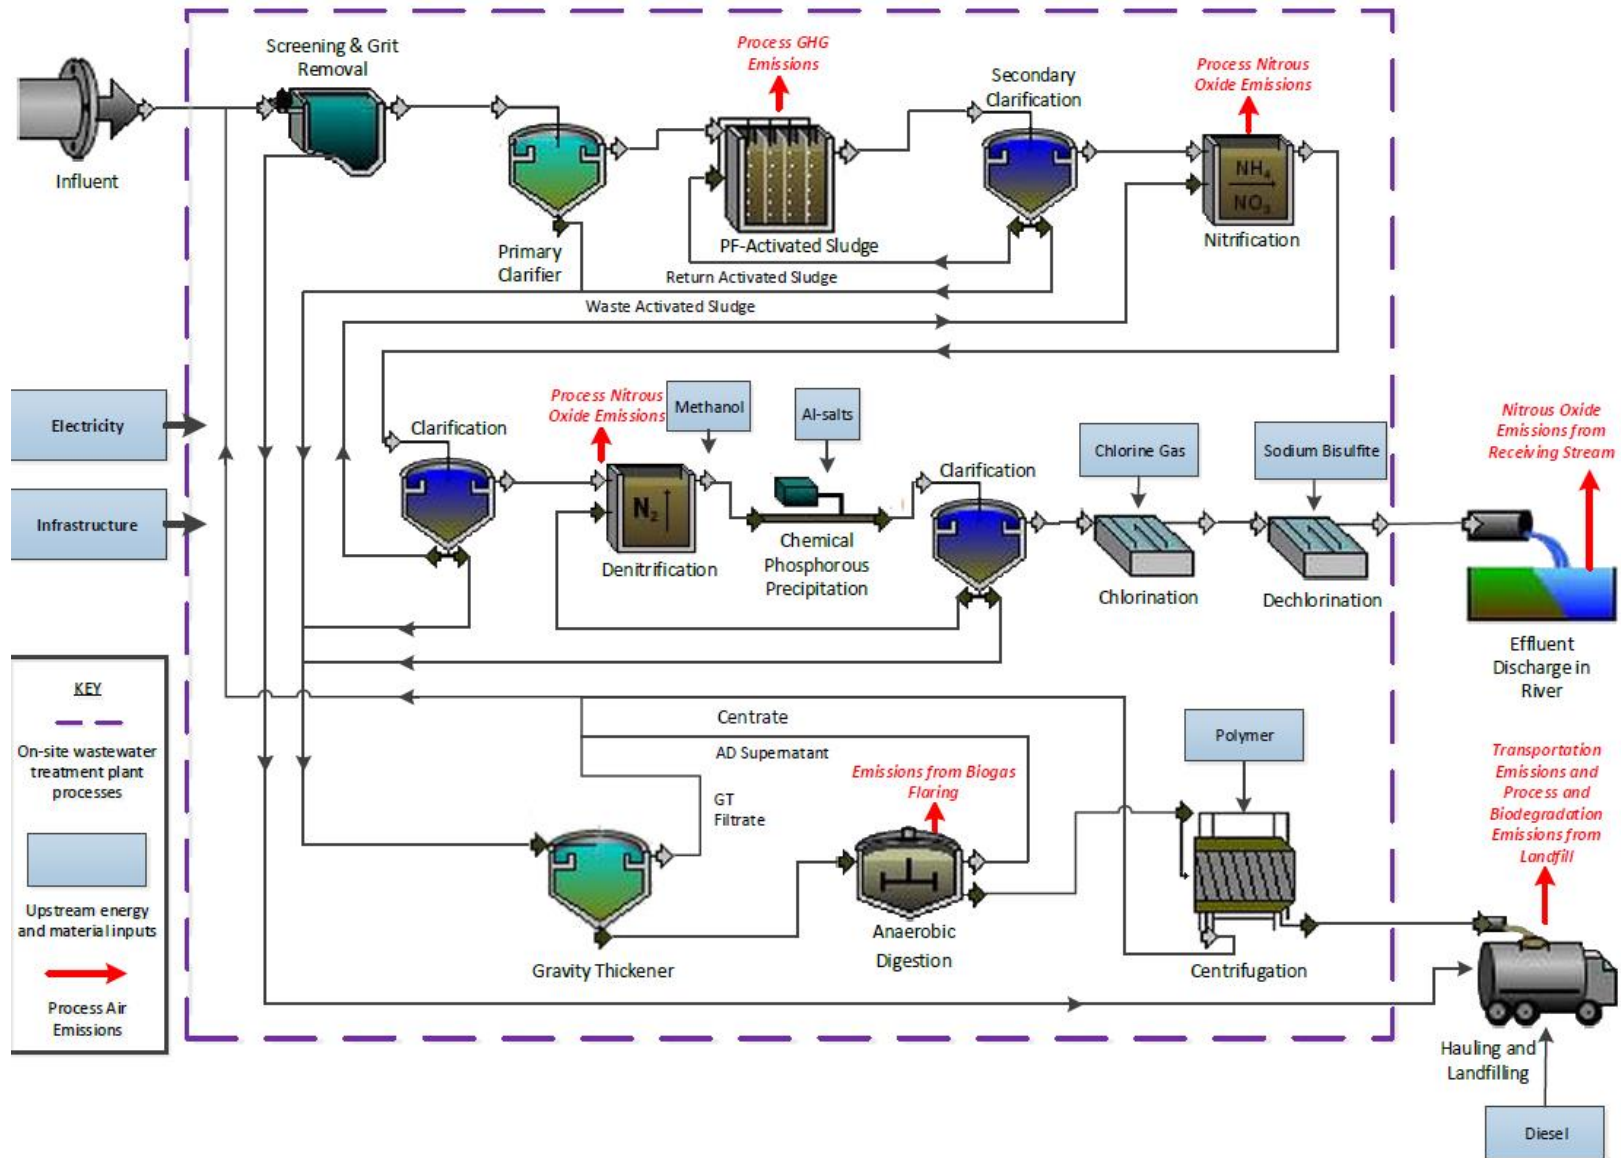 Influent
Screening & Grit
Removal
Primary
Clarifier
Process GHG
Emissions
PF-Activated Sludge
Secondary
Clarification
Process Nitrous
Oxide Emissions
NH₄
NO₃
Nitrification
Return Activated Sludge
Waste Activated Sludge
Electricity
Infrastructure
Clarification
Process Nitrous
Oxide Emissions
Methanol
N₂
Denitrification
Al-salts
Chemical
Phosphorous
Precipitation
Clarification
Chlorine Gas
Chlorination
Sodium Bisulfite
Dechlorination
Nitrous Oxide
Emissions from
Receiving Stream
Effluent
Discharge in
River
KEY
On-site wastewater
treatment plant
processes
Upstream energy
and material inputs
Process Air
Emissions
Centrate
AD Supernatant
GT
Filtrate
Gravity Thickener
Emissions from Biogas
Flaring
Anaerobic
Digestion
Polymer
Centrifugation
Transportation
Emissions and
Process and
Biodegradation
Emissions from
Landfill
Hauling and
Landfilling
Diesel